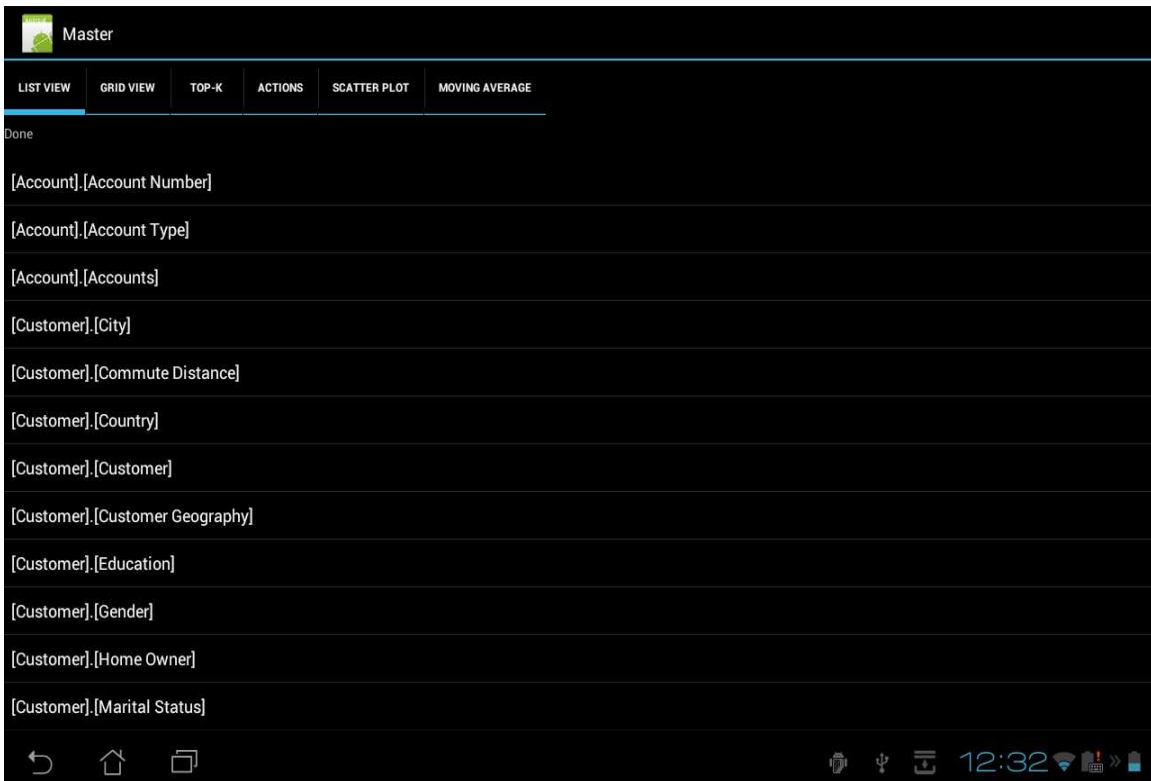 Master
LIST VIEW GRID VIEW TOP-K ACTIONS SCATTER PLOT MOVING AVERAGE
Done
[Account].[Account Number]
[Account].[Account Type]
[Account].[Accounts]
[Customer].[City]
[Customer].[Commute Distance]
[Customer].[Country]
[Customer].[Customer]
[Customer].[Customer Geography]
[Customer].[Education]
[Customer].[Gender]
[Customer].[Home Owner]
[Customer].[Marital Status]
12:32